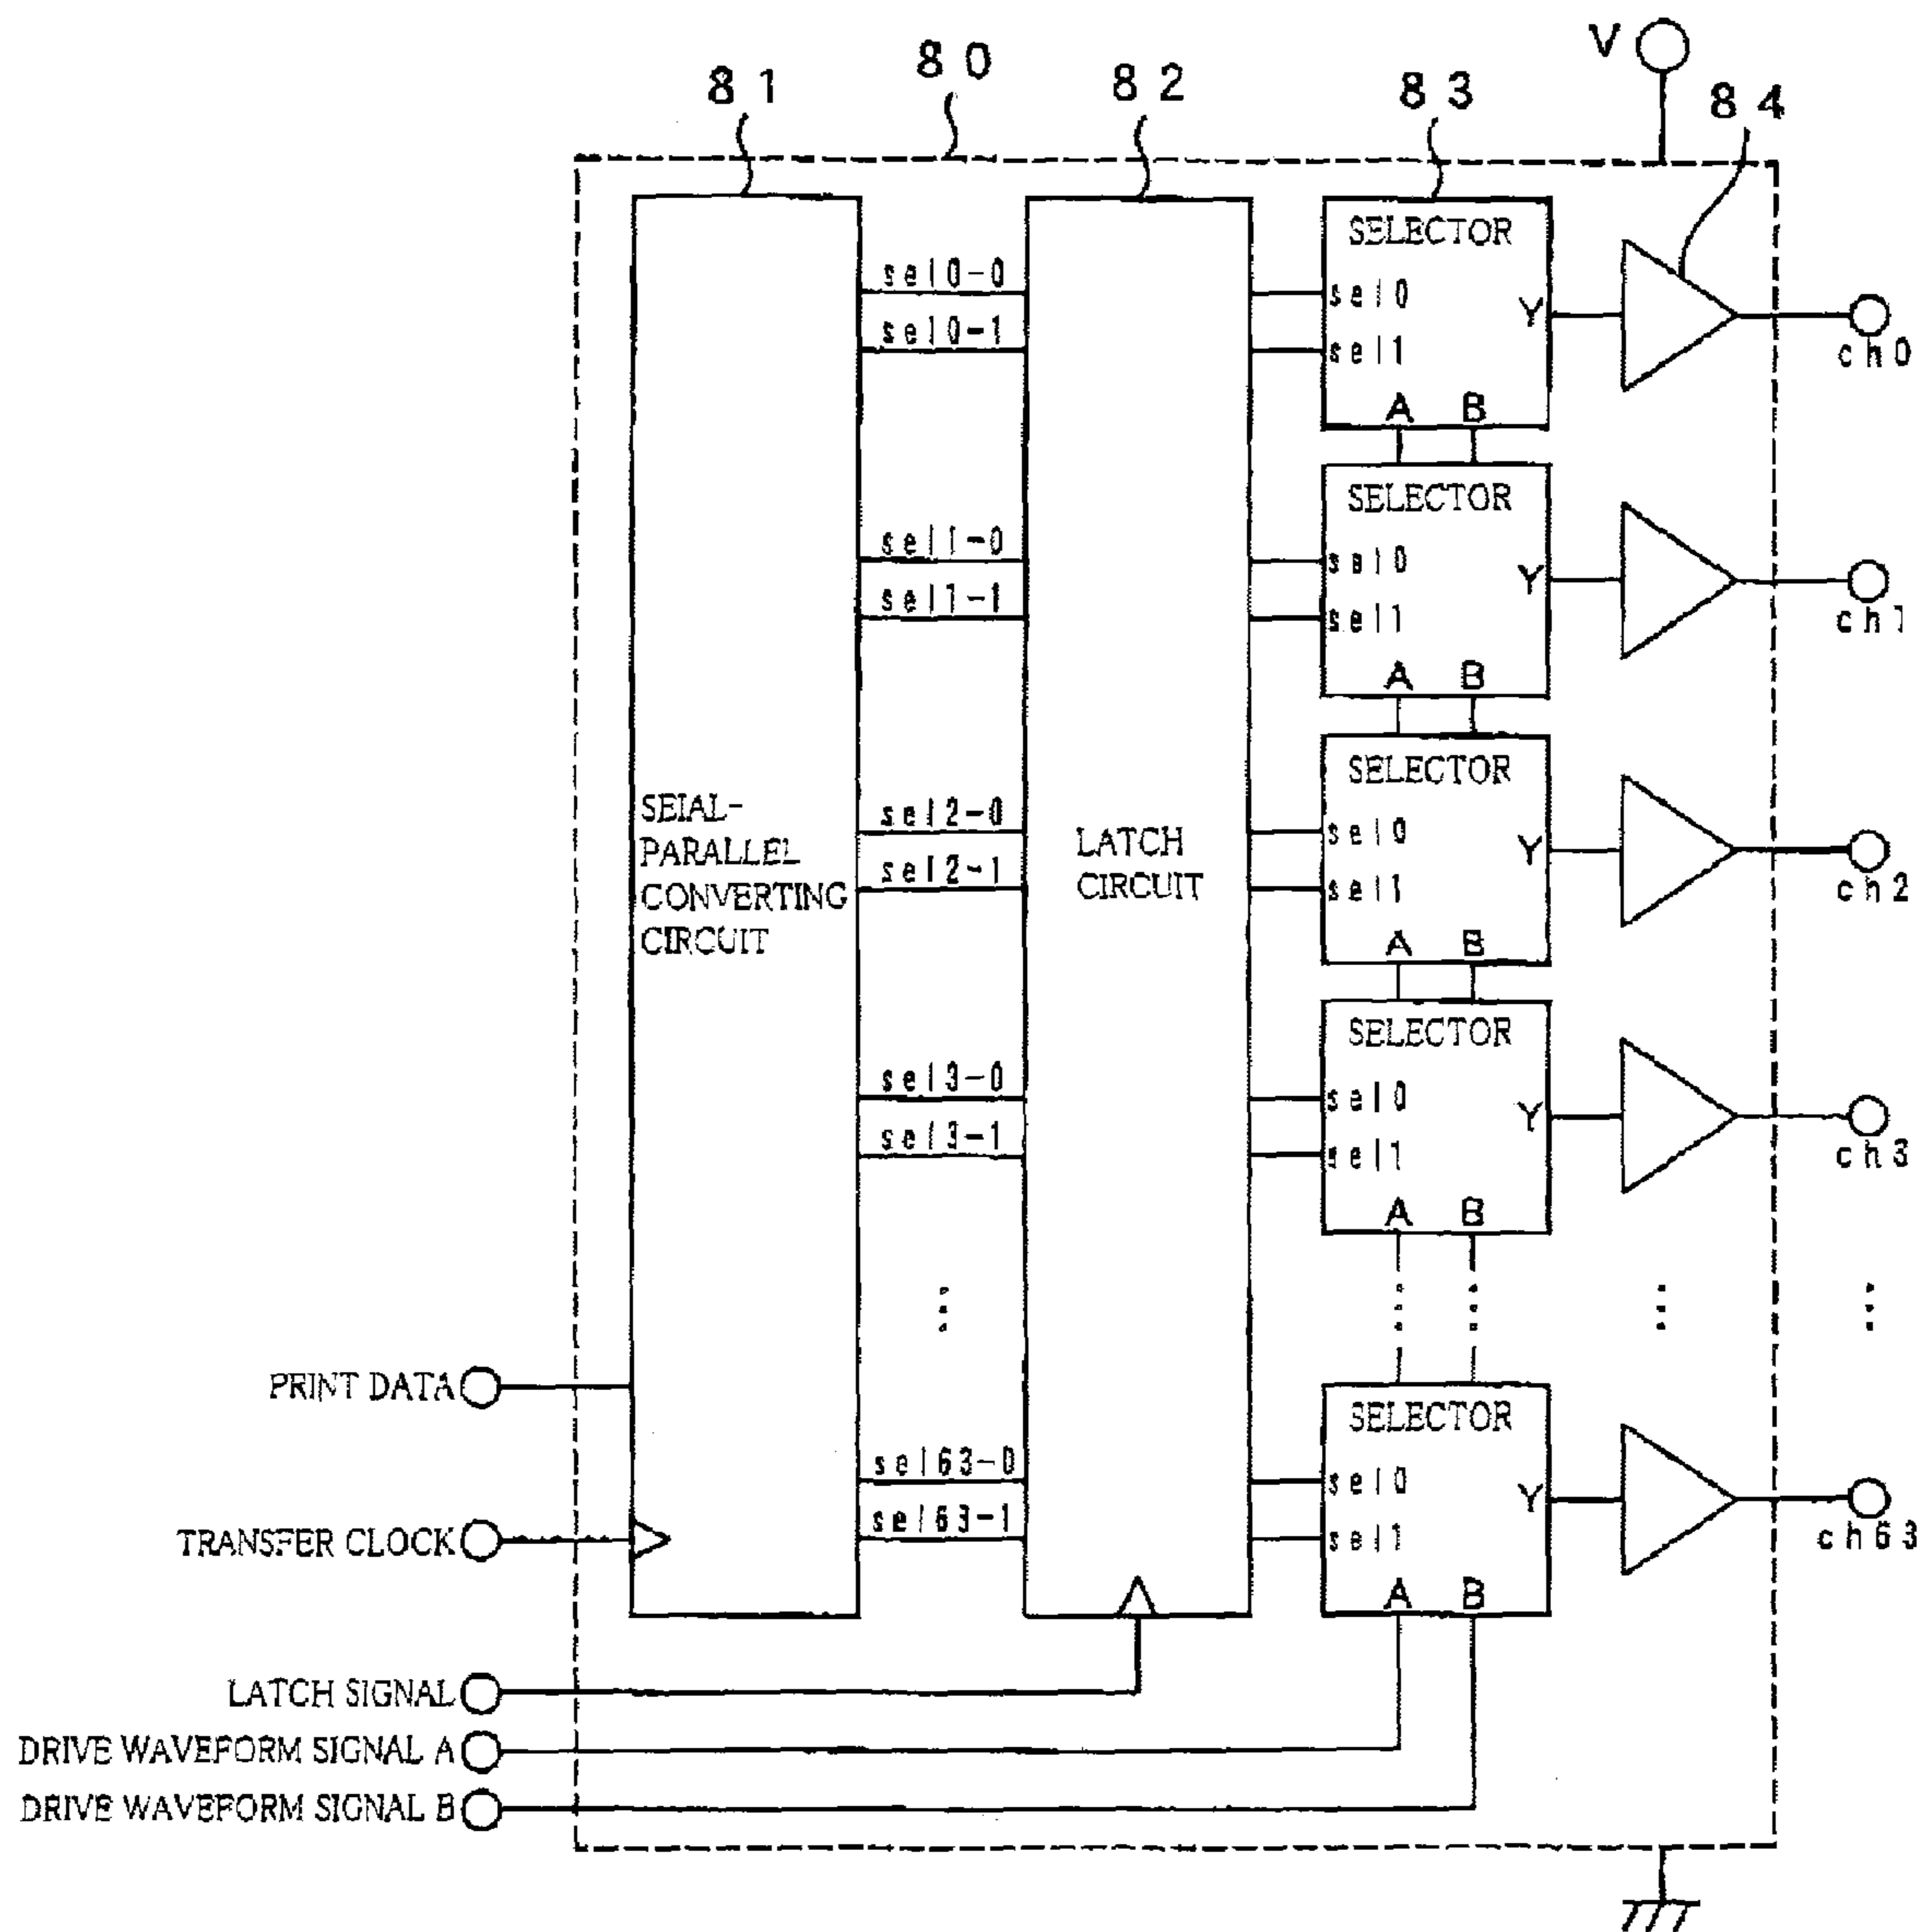 V
81
80
82
83
84
SELECTOR
sel0-0
sel0
sel0-1
sel1
Y
ch0
A B
SELECTOR
sel1-0
sel0
sel1-1
sel1
Y
ch1
A B
SELECTOR
sel2-0
sel0
sel2-1
sel1
Y
ch2
A B
SEIAL-
PARALLEL
CONVERTING
CIRCUIT
LATCH
CIRCUIT
SELECTOR
sel3-0
sel0
sel3-1
sel1
Y
ch3
A B
PRINT DATA
SELECTOR
sel63-0
sel0
sel63-1
sel1
Y
ch63
A B
TRANSFER CLOCK
LATCH SIGNAL
DRIVE WAVEFORM SIGNAL A
DRIVE WAVEFORM SIGNAL B